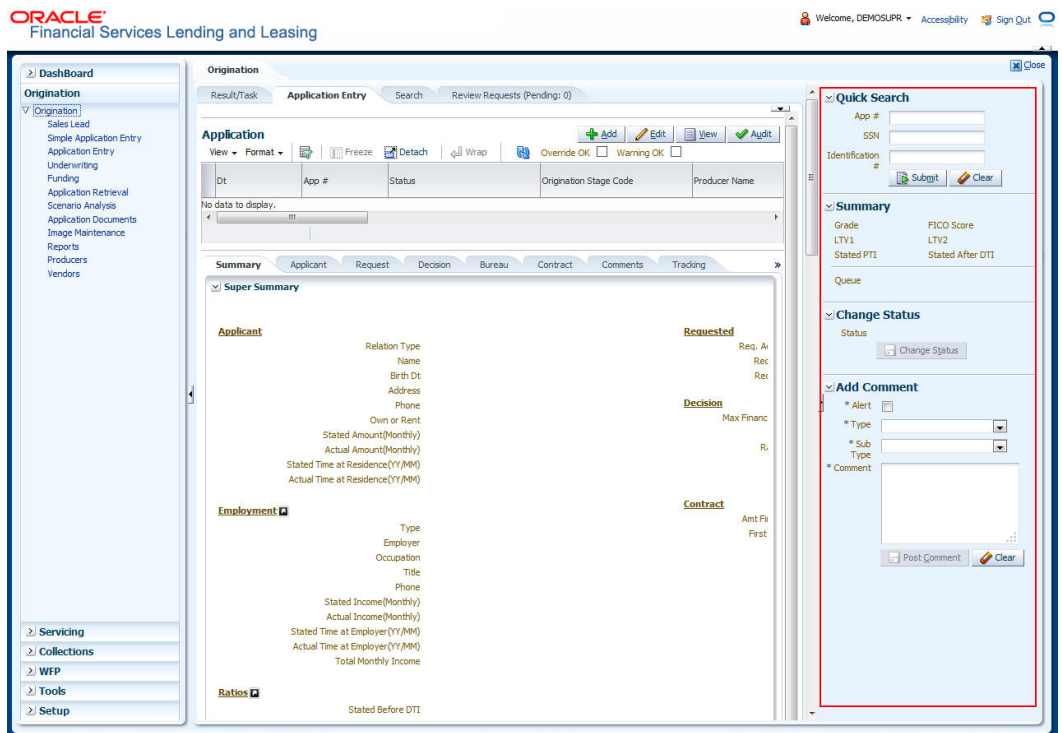 ORACLE
Financial Services Lending and Leasing
Welcome, DEMOSUPR
Accessibility
Sign Out
Close
DashBoard
Origination
Origination
Sales Lead
Simple Application Entry
Application Entry
Underwriting
Funding
Application Retrieval
Scenario Analysis
Application Documents
Image Maintenance
Reports
Producers
Vendors
Servicing
Collections
WFP
Tools
Setup
Origination
Result/Task Application Entry Search Review Requests (Pending: 0)
Application
Add Edit View Audit
View Format Freeze Detach Wrap Override OK Warning OK
Dt App # Status Origination Stage Code Producer Name
No data to display.
Summary Applicant Request Decision Bureau Contract Comments Tracking »
Super Summary
Applicant
Relation Type
Name
Birth Dt
Address
Phone
Own or Rent
Stated Amount(Monthly)
Actual Amount(Monthly)
Stated Time at Residence(YY/MM)
Actual Time at Residence(YY/MM)
Employment
Type
Employer
Occupation
Title
Phone
Stated Income(Monthly)
Actual Income(Monthly)
Stated Time at Employer(YY/MM)
Actual Time at Employer(YY/MM)
Total Monthly Income
Ratios
Stated Before DTI
Requested
Req.
Decision
Max
Contract
Amt
First
Quick Search
App #
SSN
Identification #
Submit Clear
Summary
Grade FICO Score
LTV1 LTV2
Stated PTI Stated After DTI
Queue
Change Status
Status
Change Status
Add Comment
* Alert
* Type
* Sub Type
* Comment
Post Comment Clear